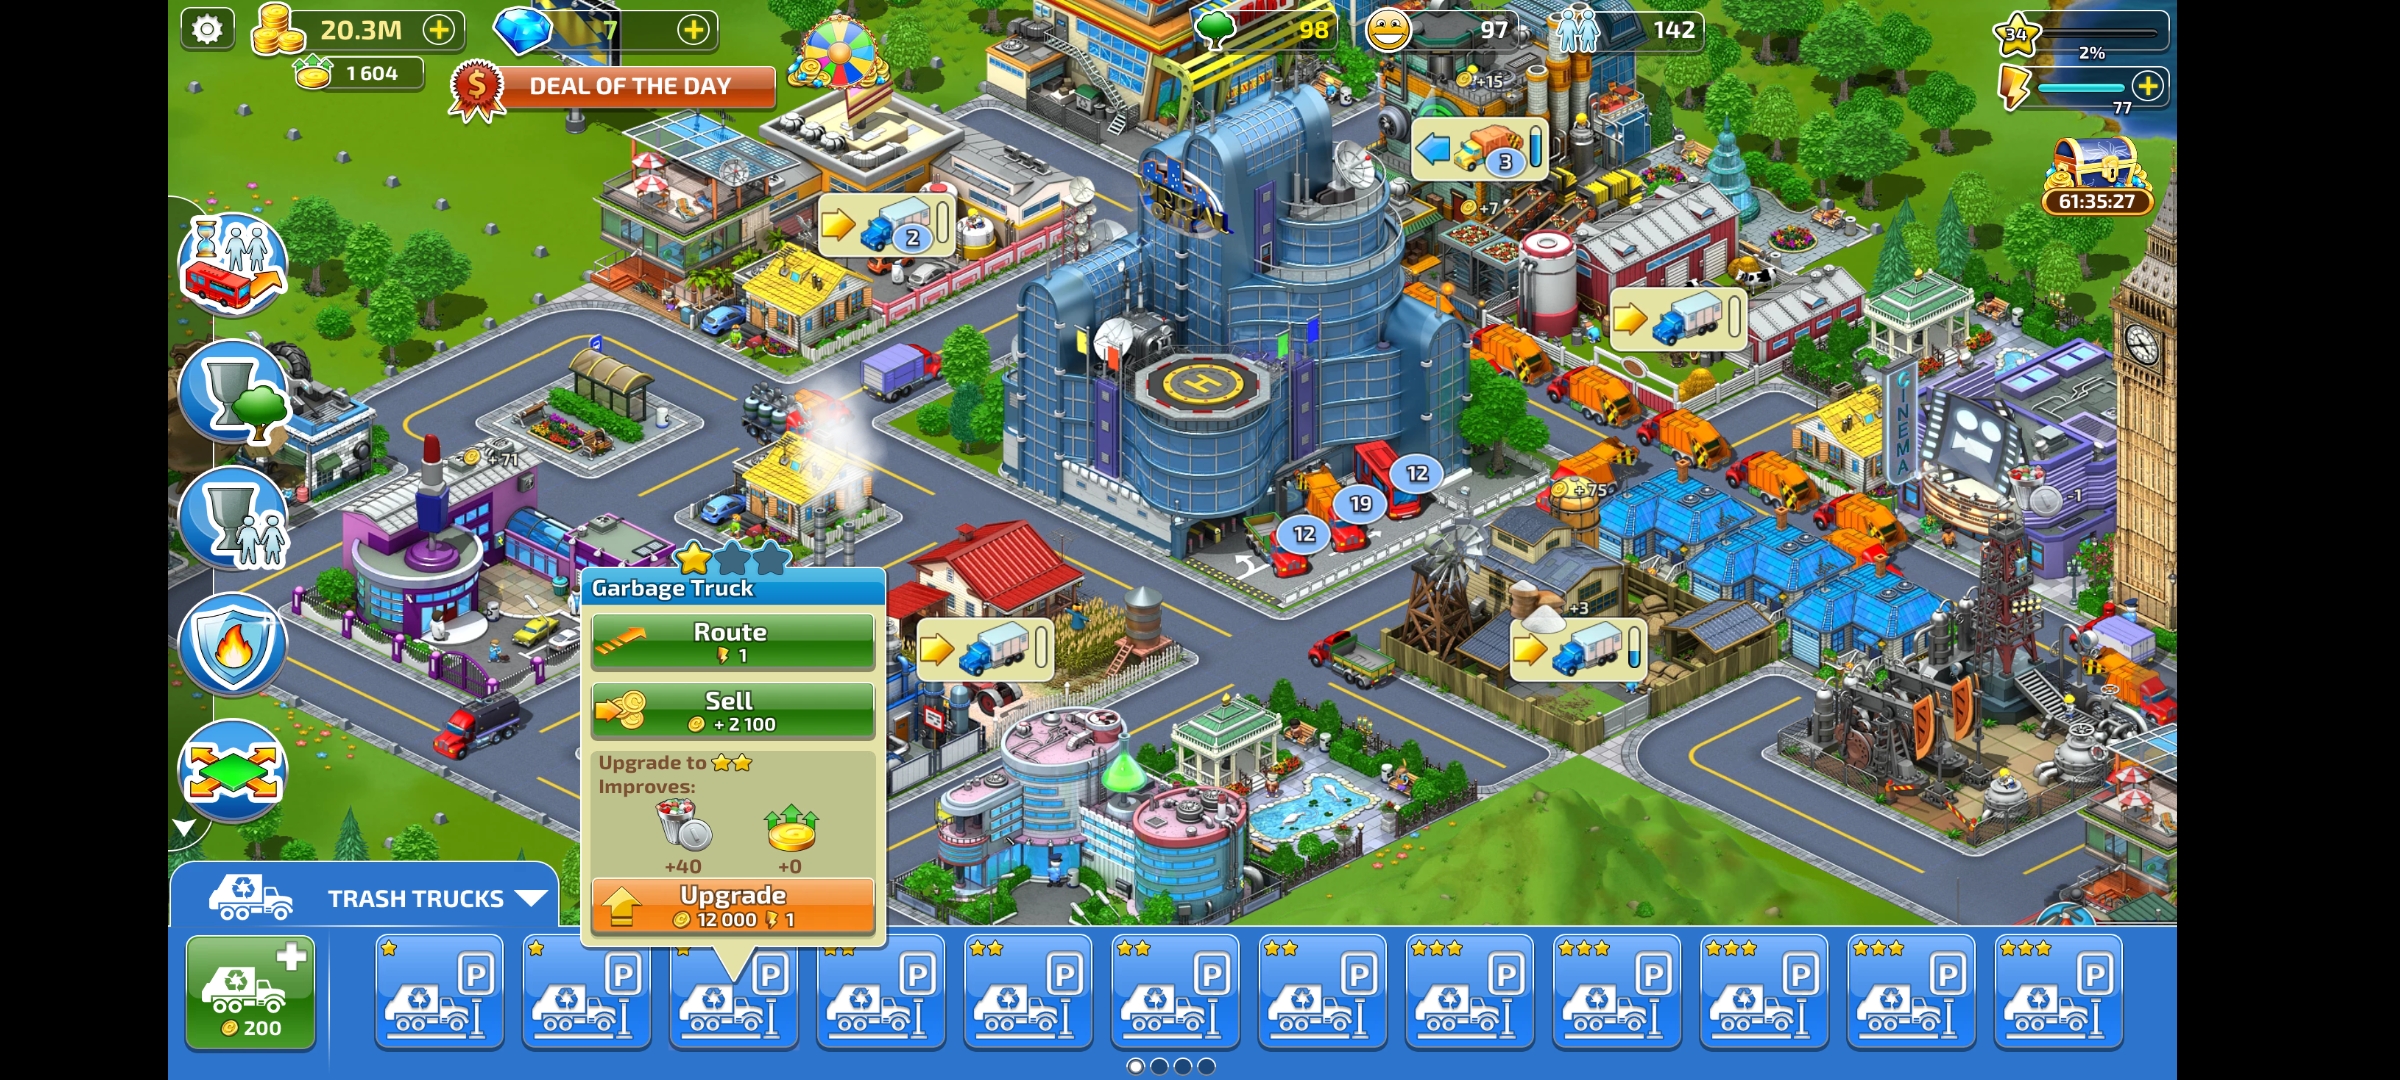 20.3M
7
98
97
142
34
2%
1 604
DEAL OF THE DAY
77
+15
3
+7
61:35:27
2
H
CINEMA
+71
12
19
12
+75
-1
+3
Garbage Truck
Route
1
Sell
+ 2 100
Upgrade to
Improves:
+40
+0
Upgrade
12 000 1
TRASH TRUCKS
200
P
P
P
P
P
P
P
P
P
P
P
P